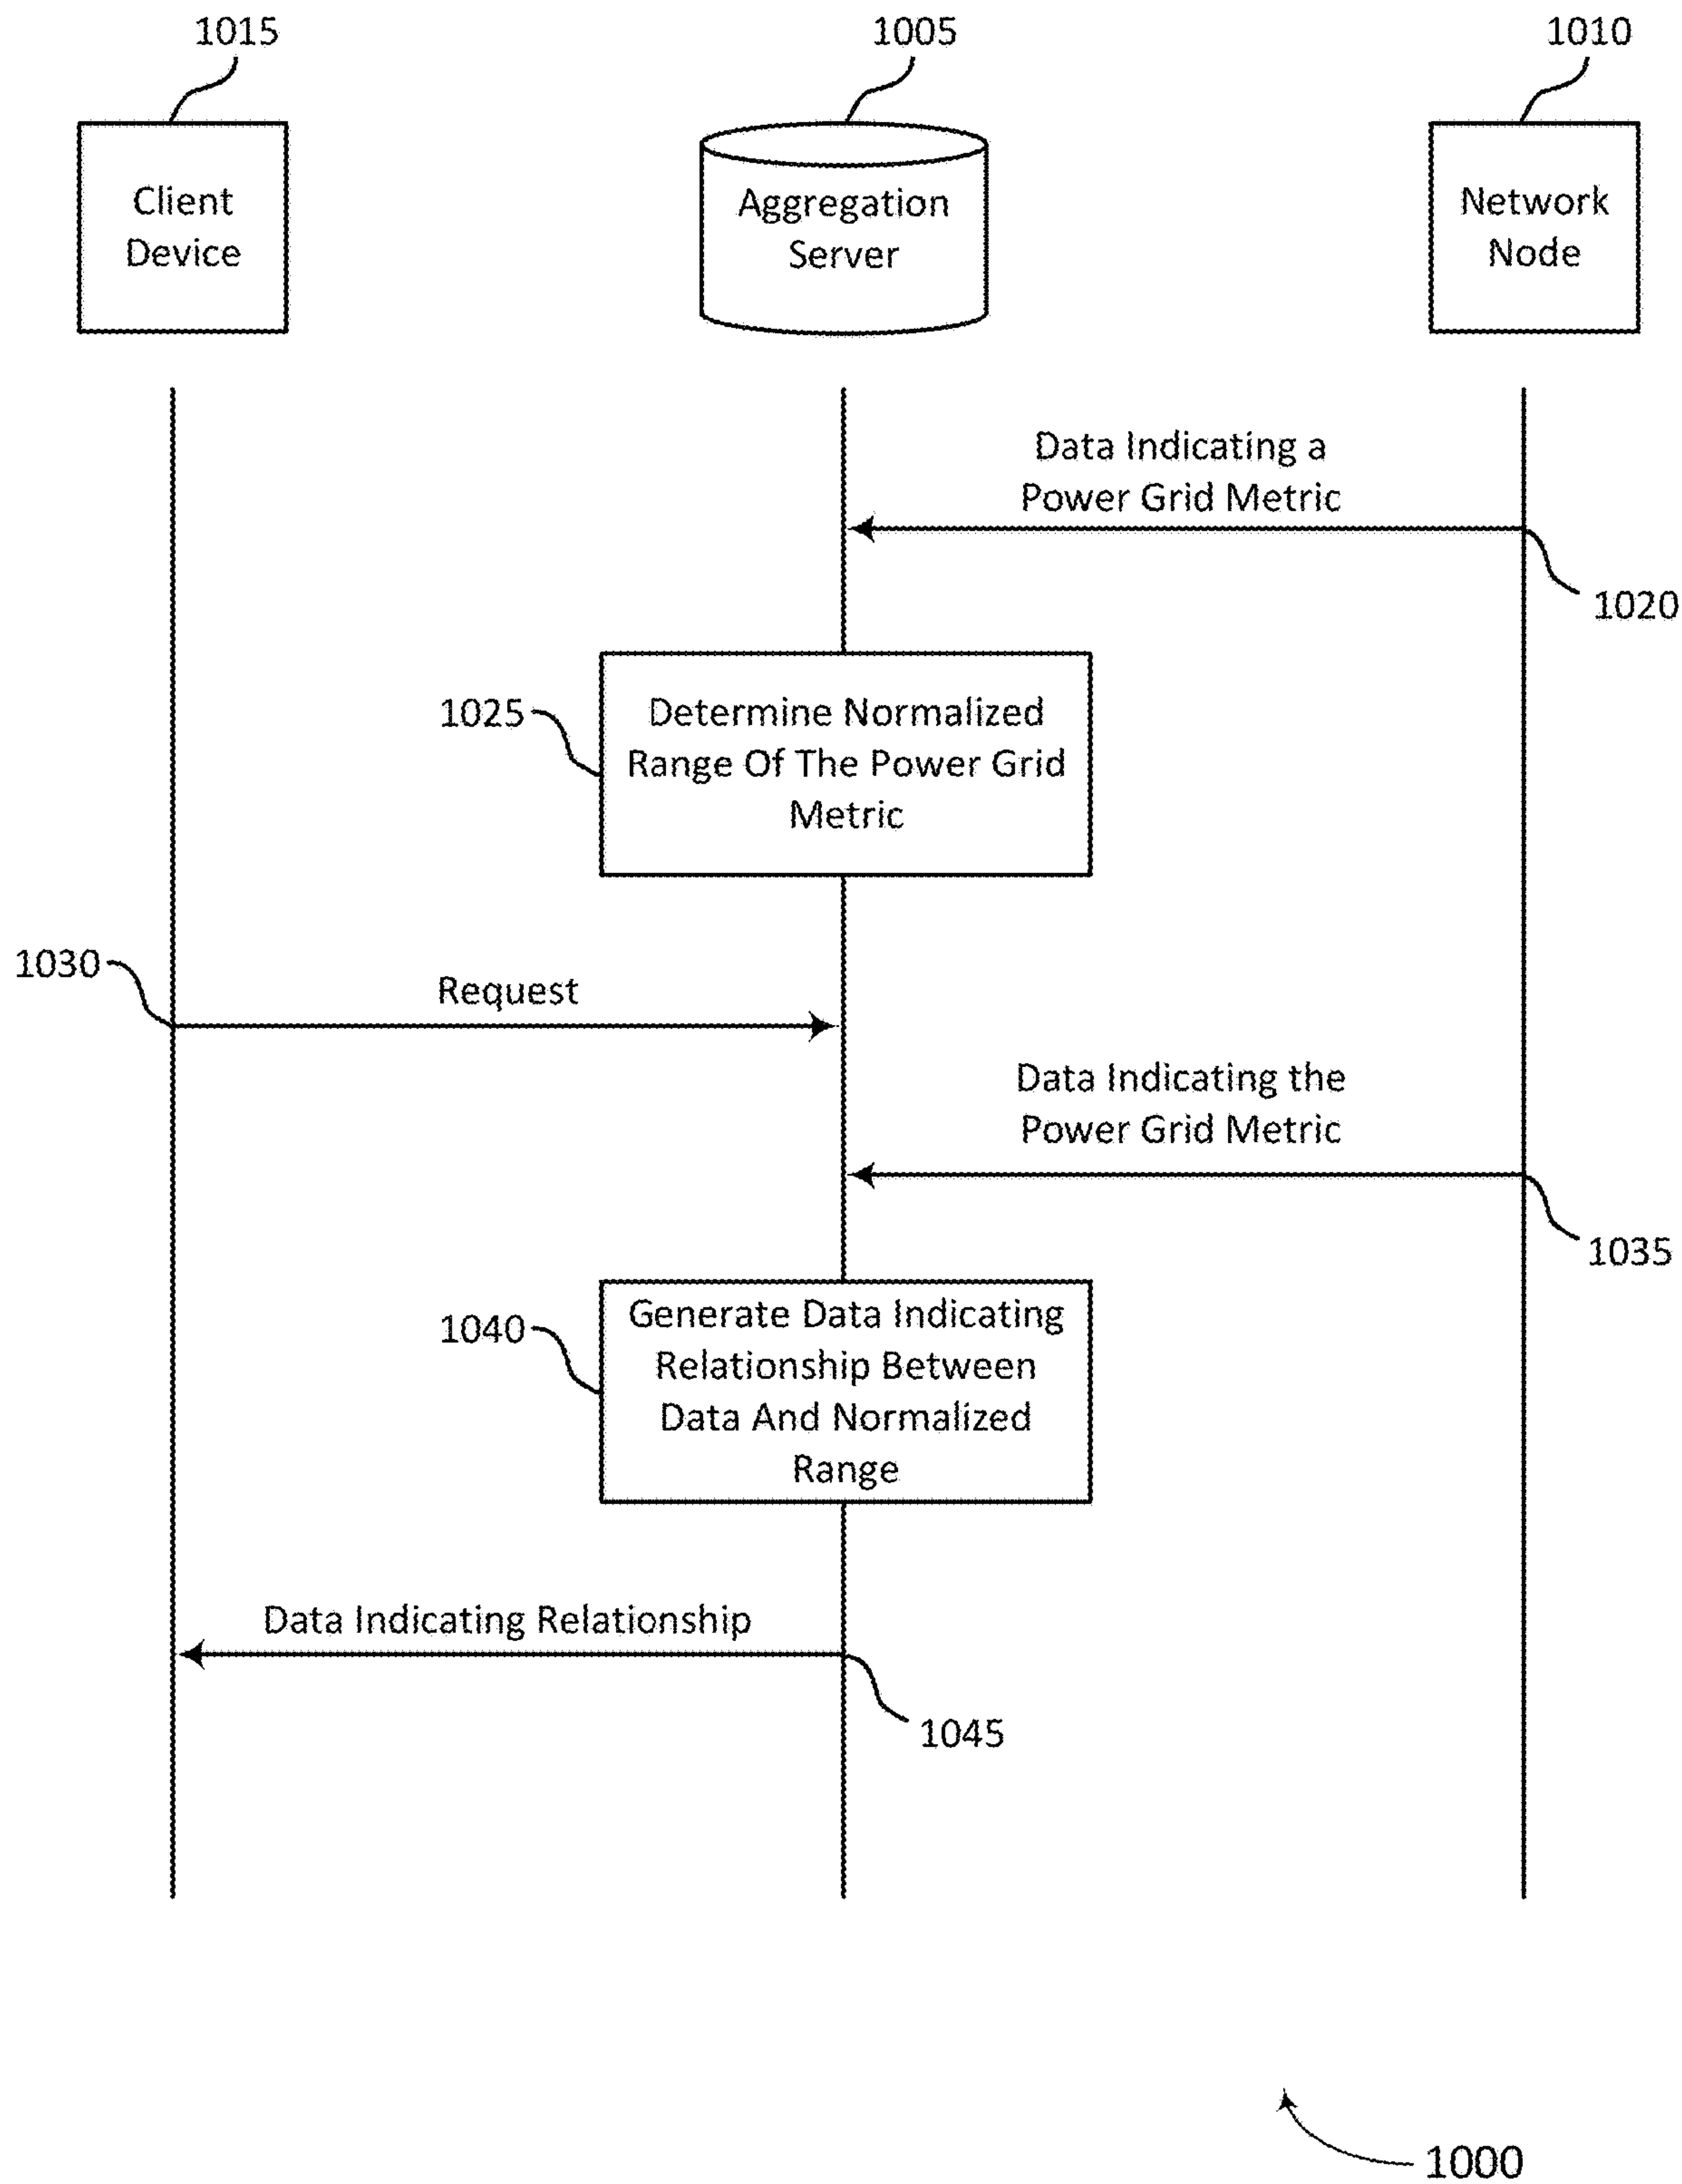 1015
1005
1010
Client
Device
Aggregation
Server
Network
Node
Data Indicating a
Power Grid Metric
1020
1025
Determine Normalized
Range Of The Power Grid
Metric
1030
Request
Data Indicating the
Power Grid Metric
1035
1040
Generate Data Indicating
Relationship Between
Data And Normalized
Range
Data Indicating Relationship
1045
1000